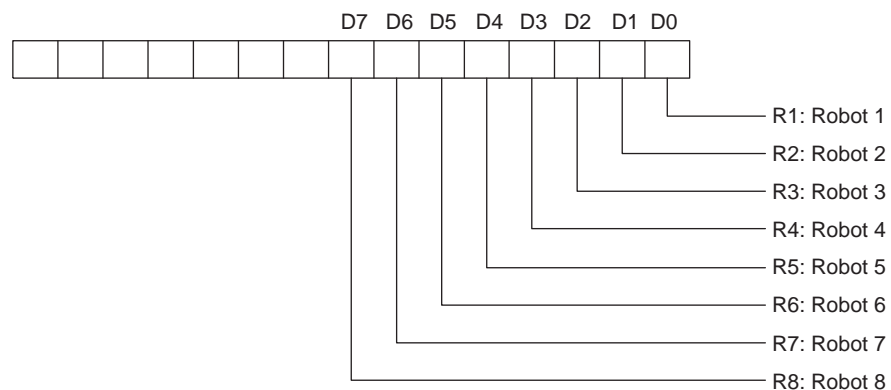 D7 D6 D5 D4 D3 D2 D1 D0
R1: Robot 1
R2: Robot 2
R3: Robot 3
R4: Robot 4
R5: Robot 5
R6: Robot 6
R7: Robot 7
R8: Robot 8